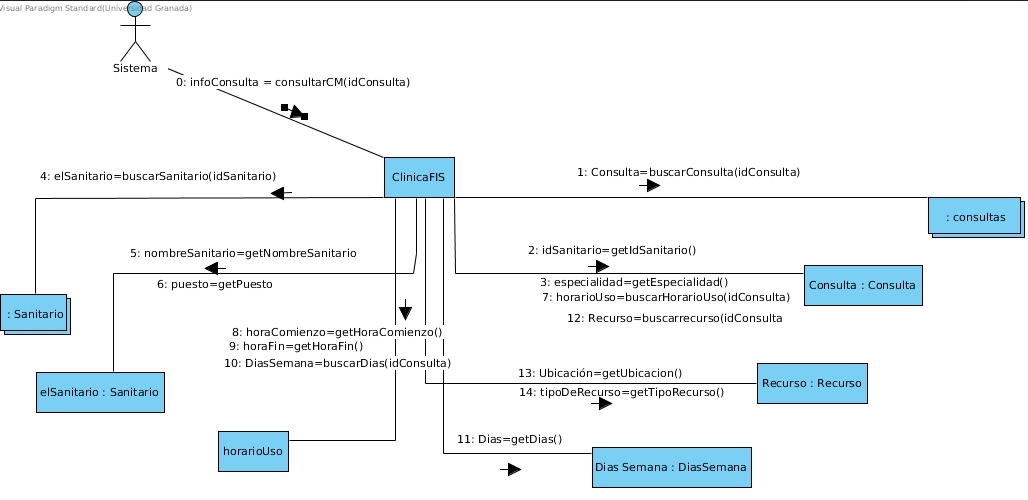 Visual Paradigm Standard(Universidad Granada)
Sistema
0: infoConsulta = consultarCM(idConsulta)
ClinicaFIS
4: elSanitario=buscarSanitario(idSanitario)
1: Consulta=buscarConsulta(idConsulta)
: consultas
5: nombreSanitario=getNombreSanitario
2: idSanitario=getIdSanitario()
6: puesto=getPuesto
3: especialidad=getEspecialidad()
Consulta : Consulta
7: horarioUso=buscarHorarioUso(idConsulta)
: Sanitario
12: Recurso=buscarrecurso(idConsulta
8: horaComienzo=getHoraComienzo()
9: horaFin=getHoraFin()
10: DiasSemana=buscarDias(idConsulta)
13: Ubicación=getUbicacion()
Recurso : Recurso
elSanitario : Sanitario
14: tipoDeRecurso=getTipoRecurso()
11: Dias=getDias()
horarioUso
Dias Semana : DiasSemana